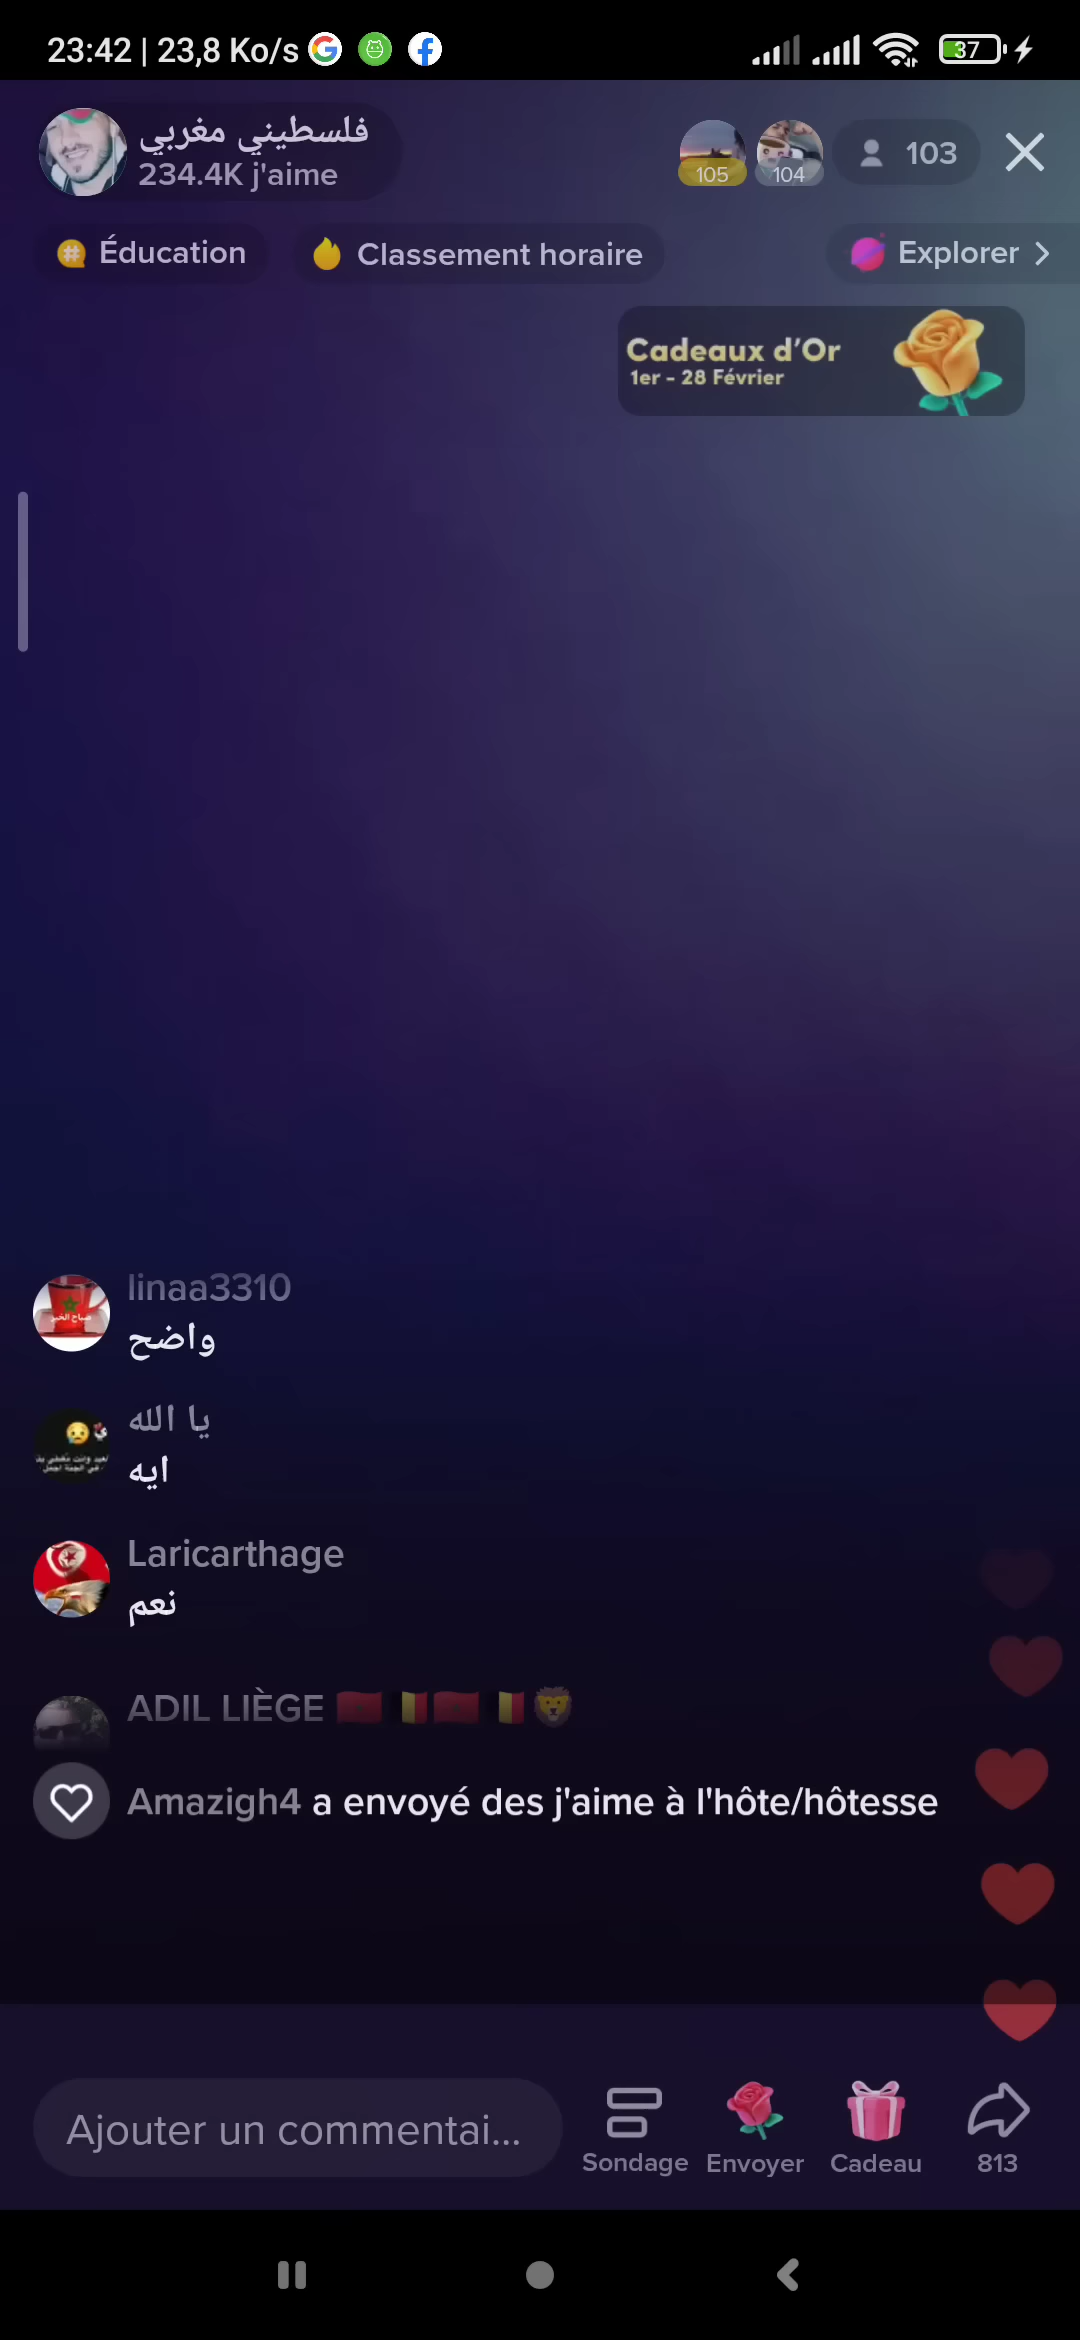 23:42 | 23,8 Ko/s
37
فلسطيني مغربي
234.4K j'aime
105
104
103
Éducation
Classement horaire
Explorer
Cadeaux d'Or
1er - 28 Février
linaa3310
صباح الخير
واضح
يا الله
ايه
Laricarthage
نعم
ADIL LIÈGE 🇲🇦🇧🇪🇲🇦🇧🇪🦁
Amazigh4 a envoyé des j'aime à l'hôte/hôtesse
Ajouter un commentai...
Sondage
Envoyer
Cadeau
813